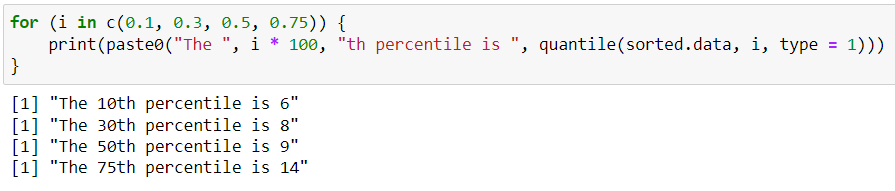 for (i in c(0.1, 0.3, 0.5, 0.75)) {
    print(paste0("The ", i * 100, "th percentile is ", quantile(sorted.data, i, type = 1)))
}
[1] "The 10th percentile is 6"
[1] "The 30th percentile is 8"
[1] "The 50th percentile is 9"
[1] "The 75th percentile is 14"